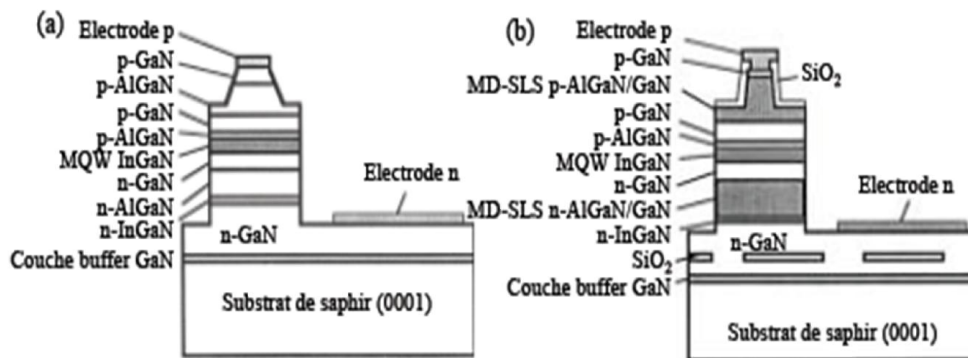 (a)
Electrode p
p-GaN
p-AlGaN
p-GaN
p-AlGaN
MQW InGaN
n-GaN
n-AlGaN
n-InGaN
Electrode n
n-GaN
Couche buffer GaN
Substrat de saphir (0001)
(b)
Electrode p
p-GaN
SiO₂
MD-SLS p-AlGaN/GaN
p-GaN
p-AlGaN
MQW InGaN
n-GaN
Electrode n
MD-SLS n-AlGaN/GaN
n-InGaN
n-GaN
SiO₂
Couche buffer GaN
Substrat de saphir (0001)